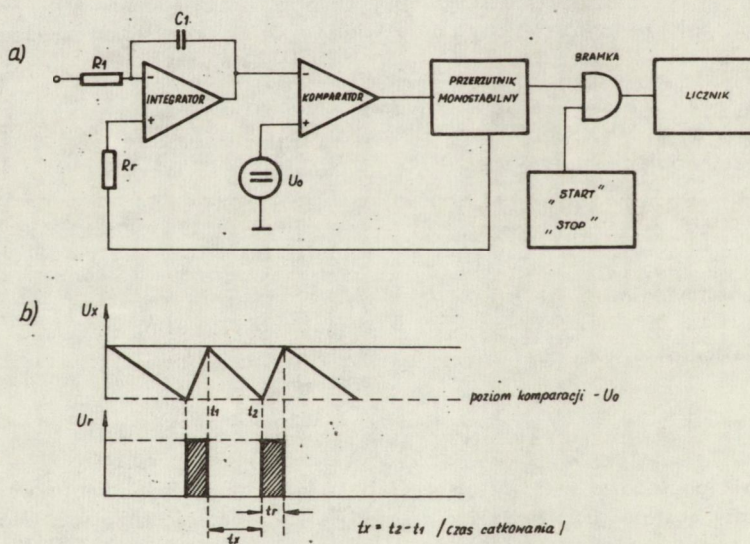 a)
C1
R1
-
INTEGRATOR
+
Rr
-
KOMPARATOR
+
U0
PRZERZUTNIK
MONOSTABILNY
BRAMKA
LICZNIK
"START"
"STOP"
b)
Ux
t1
t2
poziom komparacji - U0
Ur
tr
tx
tx = t2 - t1 /czas całkowania/